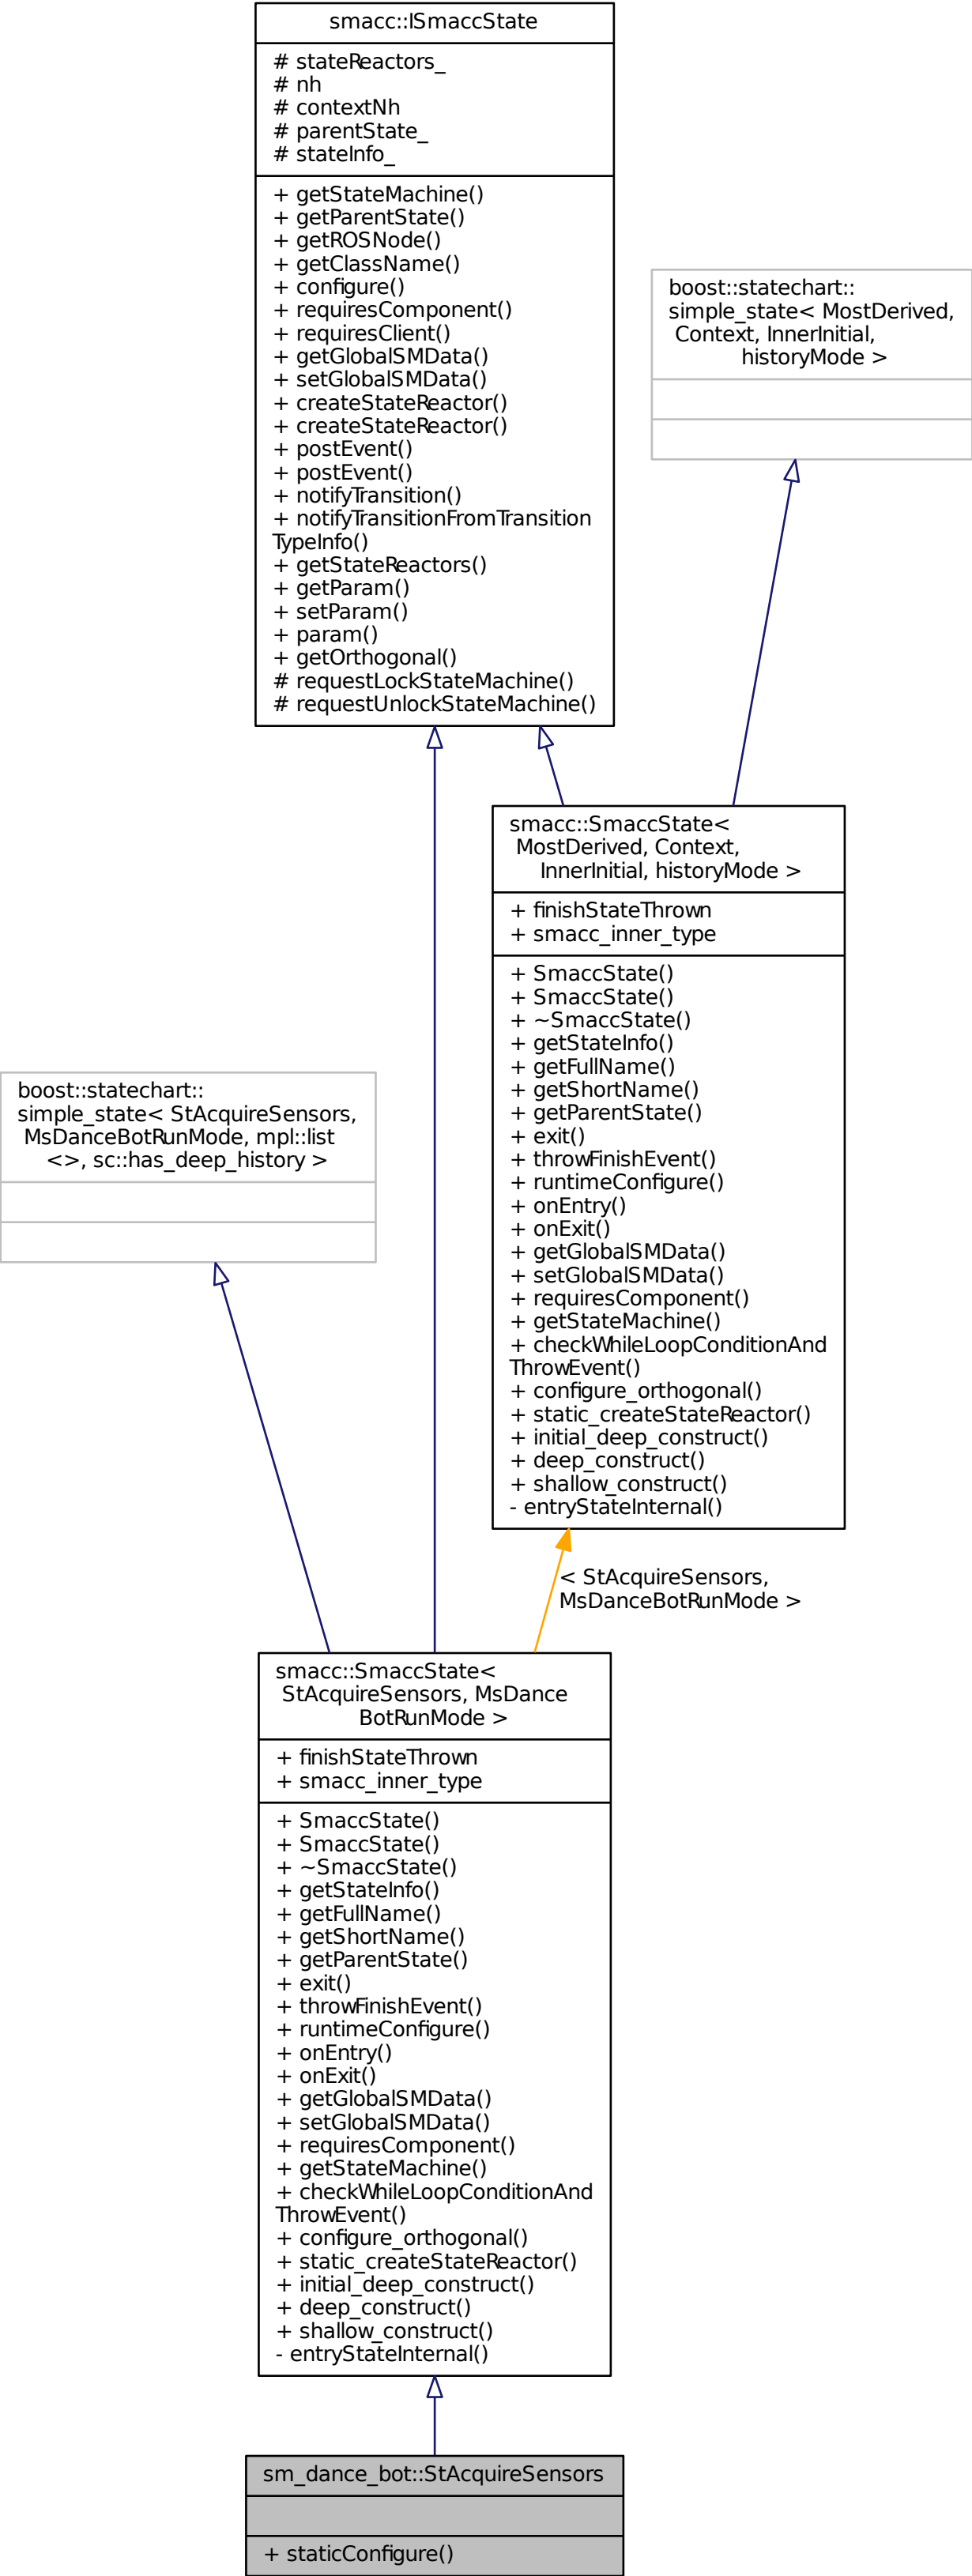 smacc::ISmaccState
# stateReactors_
# nh
# contextNh
# parentState_
# stateInfo_
+ getStateMachine()
+ getParentState()
+ getROSNode()
+ getClassName()
+ configure()
+ requiresComponent()
+ requiresClient()
+ getGlobalSMData()
+ setGlobalSMData()
+ createStateReactor()
+ createStateReactor()
+ postEvent()
+ postEvent()
+ notifyTransition()
+ notifyTransitionFromTransition
TypeInfo()
+ getStateReactors()
+ getParam()
+ setParam()
+ param()
+ getOrthogonal()
# requestLockStateMachine()
# requestUnlockStateMachine()
boost::statechart::
simple_state< MostDerived,
Context, InnerInitial,
historyMode >
smacc::SmaccState<
MostDerived, Context,
InnerInitial, historyMode >
+ finishStateThrown
+ smacc_inner_type
+ SmaccState()
+ SmaccState()
+ ~SmaccState()
+ getStateInfo()
+ getFullName()
+ getShortName()
+ getParentState()
+ exit()
+ throwFinishEvent()
+ runtimeConfigure()
+ onEntry()
+ onExit()
+ getGlobalSMData()
+ setGlobalSMData()
+ requiresComponent()
+ getStateMachine()
+ checkWhileLoopConditionAnd
ThrowEvent()
+ configure_orthogonal()
+ static_createStateReactor()
+ initial_deep_construct()
+ deep_construct()
+ shallow_construct()
- entryStateInternal()
boost::statechart::
simple_state< StAcquireSensors,
MsDanceBotRunMode, mpl::list
<>, sc::has_deep_history >
< StAcquireSensors,
MsDanceBotRunMode >
smacc::SmaccState<
StAcquireSensors, MsDance
BotRunMode >
+ finishStateThrown
+ smacc_inner_type
+ SmaccState()
+ SmaccState()
+ ~SmaccState()
+ getStateInfo()
+ getFullName()
+ getShortName()
+ getParentState()
+ exit()
+ throwFinishEvent()
+ runtimeConfigure()
+ onEntry()
+ onExit()
+ getGlobalSMData()
+ setGlobalSMData()
+ requiresComponent()
+ getStateMachine()
+ checkWhileLoopConditionAnd
ThrowEvent()
+ configure_orthogonal()
+ static_createStateReactor()
+ initial_deep_construct()
+ deep_construct()
+ shallow_construct()
- entryStateInternal()
sm_dance_bot::StAcquireSensors
+ staticConfigure()